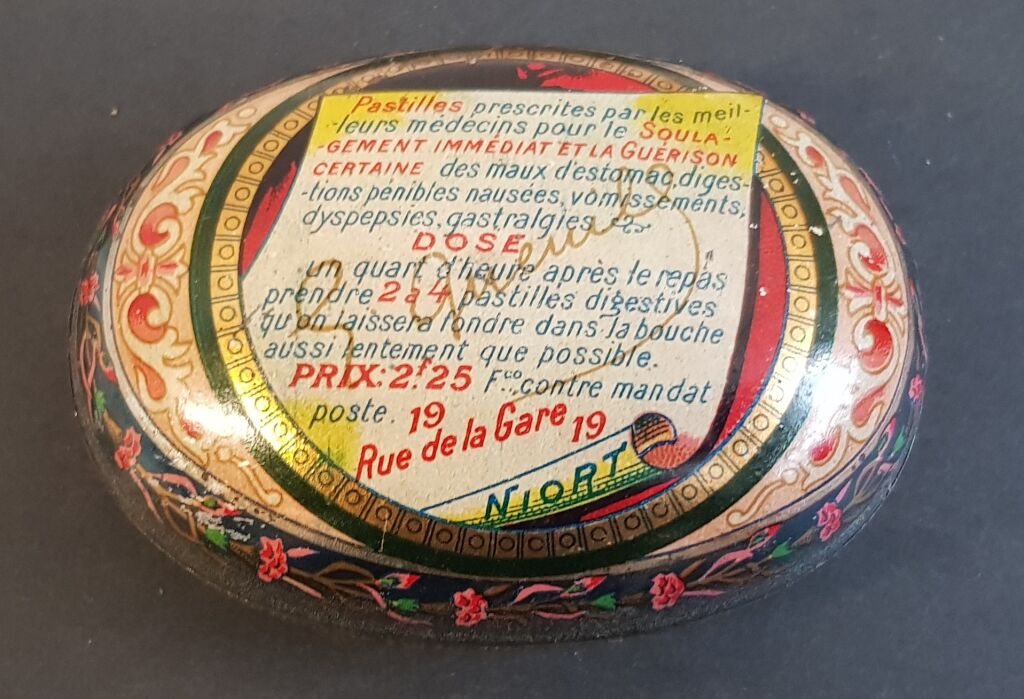 Pastilles prescrites par les meil-
-leurs médecins pour le SOULA-
-GEMENT IMMÉDIAT ET LA GUÉRISON
CERTAINE des maux d'estomac, diges-
-tions pénibles nausées, vomissements,
dyspepsies, gastralgies
DOSE
un quart d'heure après le repas
prendre 2 à 4 pastilles digestives
qu'on laissera fondre dans la bouche
aussi lentement que possible.
PRIX: 2f.25 Fco contre mandat
poste. 19
Rue de la Gare 19
NIORT